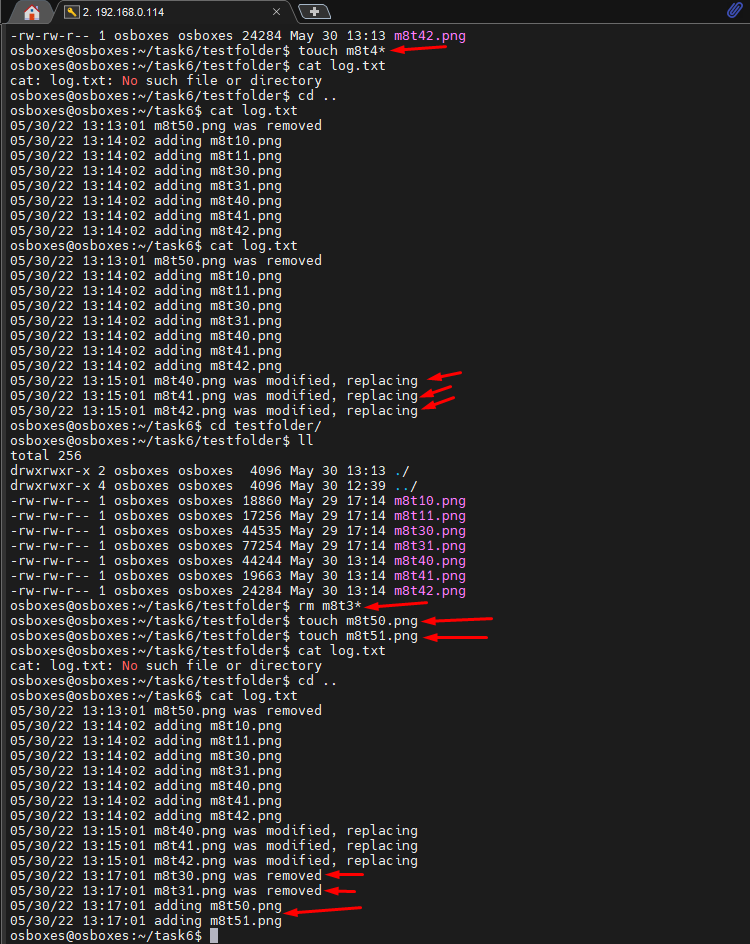 2. 192.168.0.114
-rw-rw-r-- 1 osboxes osboxes 24284 May 30 13:13 m8t42.png
osboxes@osboxes:~/task6/testfolder$ touch m8t4*
osboxes@osboxes:~/task6/testfolder$ cat log.txt
cat: log.txt: No such file or directory
osboxes@osboxes:~/task6/testfolder$ cd ..
osboxes@osboxes:~/task6$ cat log.txt
05/30/22 13:13:01 m8t50.png was removed
05/30/22 13:14:02 adding m8t10.png
05/30/22 13:14:02 adding m8t11.png
05/30/22 13:14:02 adding m8t30.png
05/30/22 13:14:02 adding m8t31.png
05/30/22 13:14:02 adding m8t40.png
05/30/22 13:14:02 adding m8t41.png
05/30/22 13:14:02 adding m8t42.png
osboxes@osboxes:~/task6$ cat log.txt
05/30/22 13:13:01 m8t50.png was removed
05/30/22 13:14:02 adding m8t10.png
05/30/22 13:14:02 adding m8t11.png
05/30/22 13:14:02 adding m8t30.png
05/30/22 13:14:02 adding m8t31.png
05/30/22 13:14:02 adding m8t40.png
05/30/22 13:14:02 adding m8t41.png
05/30/22 13:14:02 adding m8t42.png
05/30/22 13:15:01 m8t40.png was modified, replacing
05/30/22 13:15:01 m8t41.png was modified, replacing
05/30/22 13:15:01 m8t42.png was modified, replacing
osboxes@osboxes:~/task6$ cd testfolder/
osboxes@osboxes:~/task6/testfolder$ ll
total 256
drwxrwxr-x 2 osboxes osboxes  4096 May 30 13:13 ./
drwxrwxr-x 4 osboxes osboxes  4096 May 30 12:39 ../
-rw-rw-r-- 1 osboxes osboxes 18860 May 29 17:14 m8t10.png
-rw-rw-r-- 1 osboxes osboxes 17256 May 29 17:14 m8t11.png
-rw-rw-r-- 1 osboxes osboxes 44535 May 29 17:14 m8t30.png
-rw-rw-r-- 1 osboxes osboxes 77254 May 29 17:14 m8t31.png
-rw-rw-r-- 1 osboxes osboxes 44244 May 30 13:14 m8t40.png
-rw-rw-r-- 1 osboxes osboxes 19663 May 30 13:14 m8t41.png
-rw-rw-r-- 1 osboxes osboxes 24284 May 30 13:14 m8t42.png
osboxes@osboxes:~/task6/testfolder$ rm m8t3*
osboxes@osboxes:~/task6/testfolder$ touch m8t50.png
osboxes@osboxes:~/task6/testfolder$ touch m8t51.png
osboxes@osboxes:~/task6/testfolder$ cat log.txt
cat: log.txt: No such file or directory
osboxes@osboxes:~/task6/testfolder$ cd ..
osboxes@osboxes:~/task6$ cat log.txt
05/30/22 13:13:01 m8t50.png was removed
05/30/22 13:14:02 adding m8t10.png
05/30/22 13:14:02 adding m8t11.png
05/30/22 13:14:02 adding m8t30.png
05/30/22 13:14:02 adding m8t31.png
05/30/22 13:14:02 adding m8t40.png
05/30/22 13:14:02 adding m8t41.png
05/30/22 13:14:02 adding m8t42.png
05/30/22 13:15:01 m8t40.png was modified, replacing
05/30/22 13:15:01 m8t41.png was modified, replacing
05/30/22 13:15:01 m8t42.png was modified, replacing
05/30/22 13:17:01 m8t30.png was removed
05/30/22 13:17:01 m8t31.png was removed
05/30/22 13:17:01 adding m8t50.png
05/30/22 13:17:01 adding m8t51.png
osboxes@osboxes:~/task6$